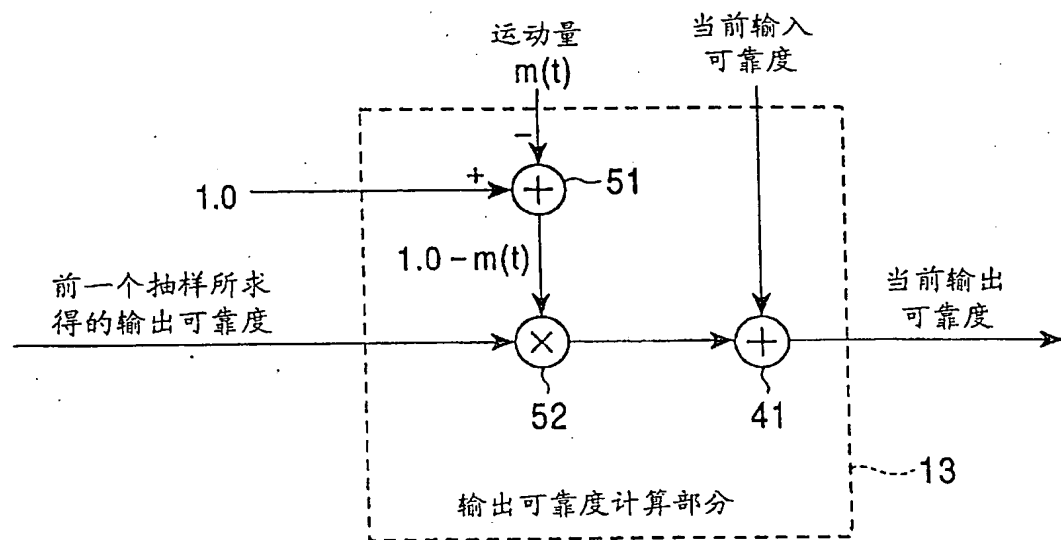 运动量
m(t)
当前输入
可靠度
−
+
+
51
1.0
1.0−m(t)
前一个抽样所求
得的输出可靠度
当前输出
可靠度
×
+
52
41
13
输出可靠度计算部分